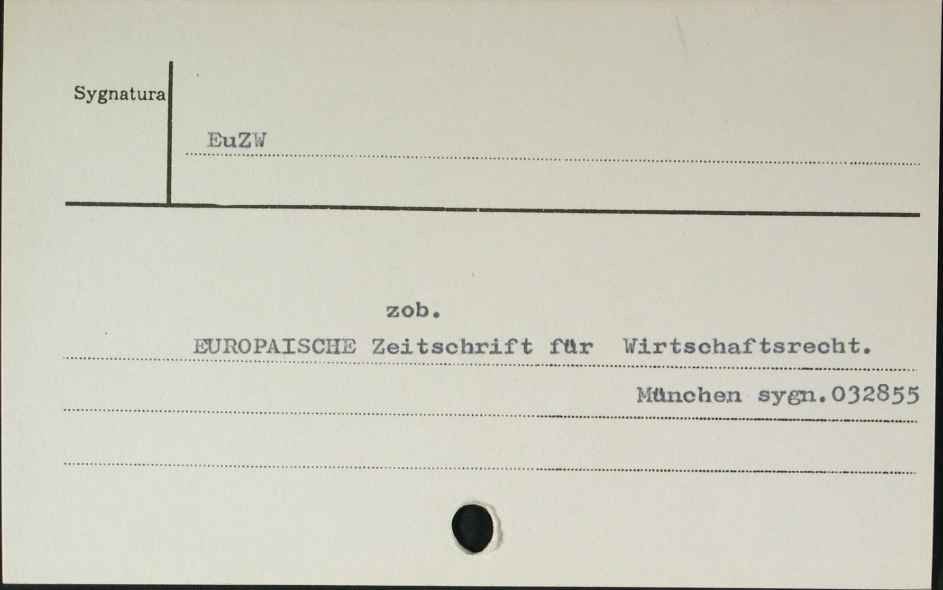 Sygnatura
EuZW
zob.
EUROPAISCHE Zeitschrift für Wirtschaftsrecht.
München sygn.032855